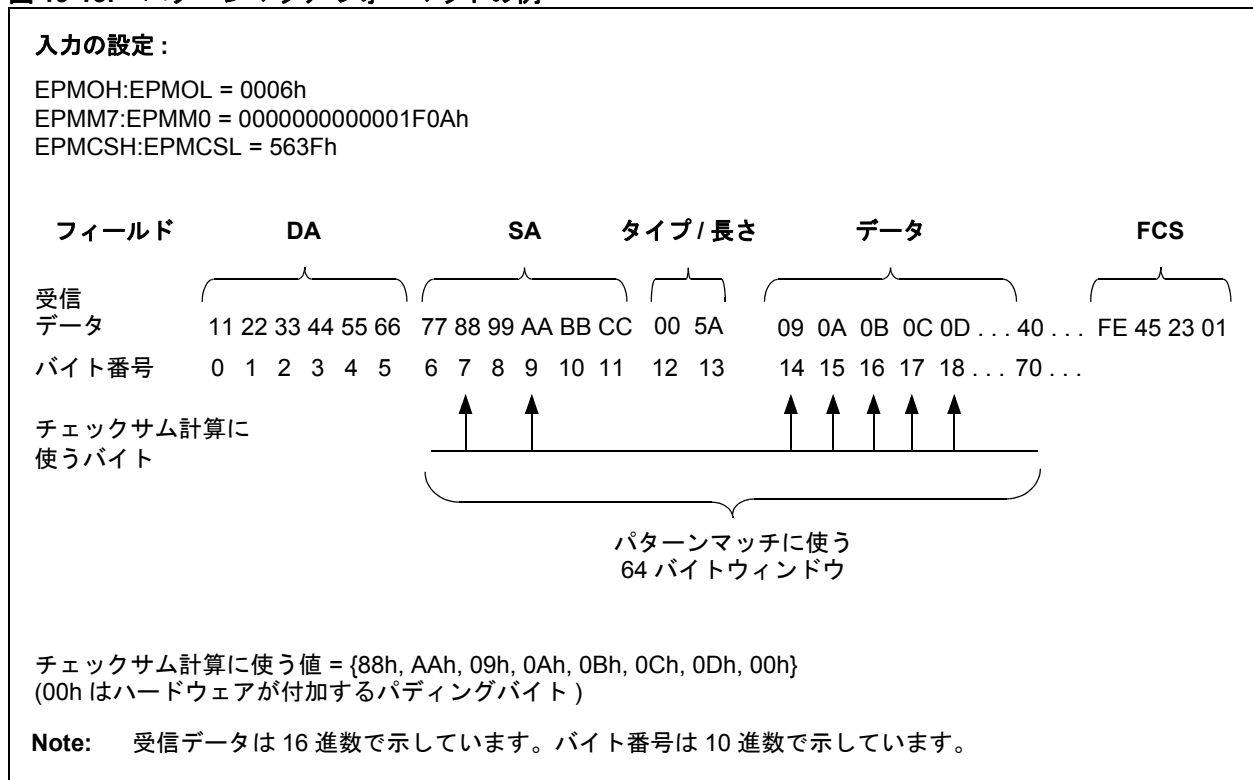 入力の設定 :
EPMOH:EPMOL = 0006h
EPMM7:EPMM0 = 0000000000001F0Ah
EPMCSH:EPMCSL = 563Fh
フィールド DA SA タイプ / 長さ データ FCS
受信
データ 11 22 33 44 55 66 77 88 99 AA BB CC 00 5A 09 0A 0B 0C 0D . . . 40 . . . FE 45 23 01
バイト番号 0 1 2 3 4 5 6 7 8 9 10 11 12 13 14 15 16 17 18 . . . 70 . . .
チェックサム計算に
使うバイト
パターンマッチに使う
64 バイトウィンドウ
チェックサム計算に使う値 = {88h, AAh, 09h, 0Ah, 0Bh, 0Ch, 0Dh, 00h}
(00h はハードウェアが付加するパディングバイト )
Note: 受信データは 16 進数で示しています。バイト番号は 10 進数で示しています。